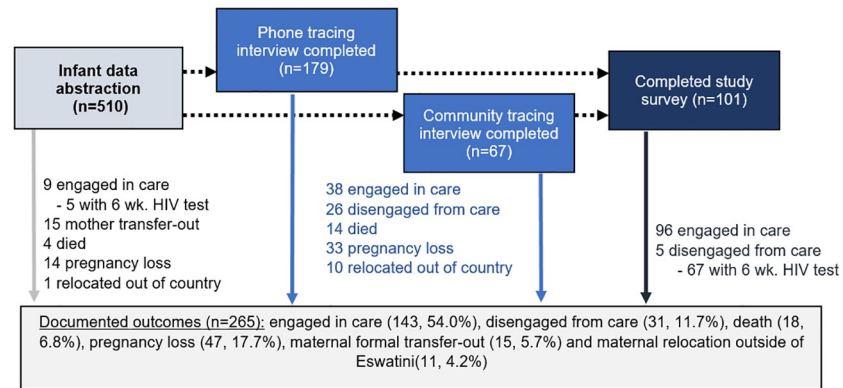 Phone tracing
interview completed
(n=179)
Infant data
abstraction
(n=510)
Completed study
survey (n=101)
Community tracing
interview completed
(n=67)
9 engaged in care
- 5 with 6 wk. HIV test
15 mother transfer-out
4 died
14 pregnancy loss
1 relocated out of country
38 engaged in care
26 disengaged from care
14 died
33 pregnancy loss
10 relocated out of country
96 engaged in care
5 disengaged from care
- 67 with 6 wk. HIV test
Documented outcomes (n=265): engaged in care (143, 54.0%), disengaged from care (31, 11.7%), death (18,
6.8%), pregnancy loss (47, 17.7%), maternal formal transfer-out (15, 5.7%) and maternal relocation outside of
Eswatini(11, 4.2%)